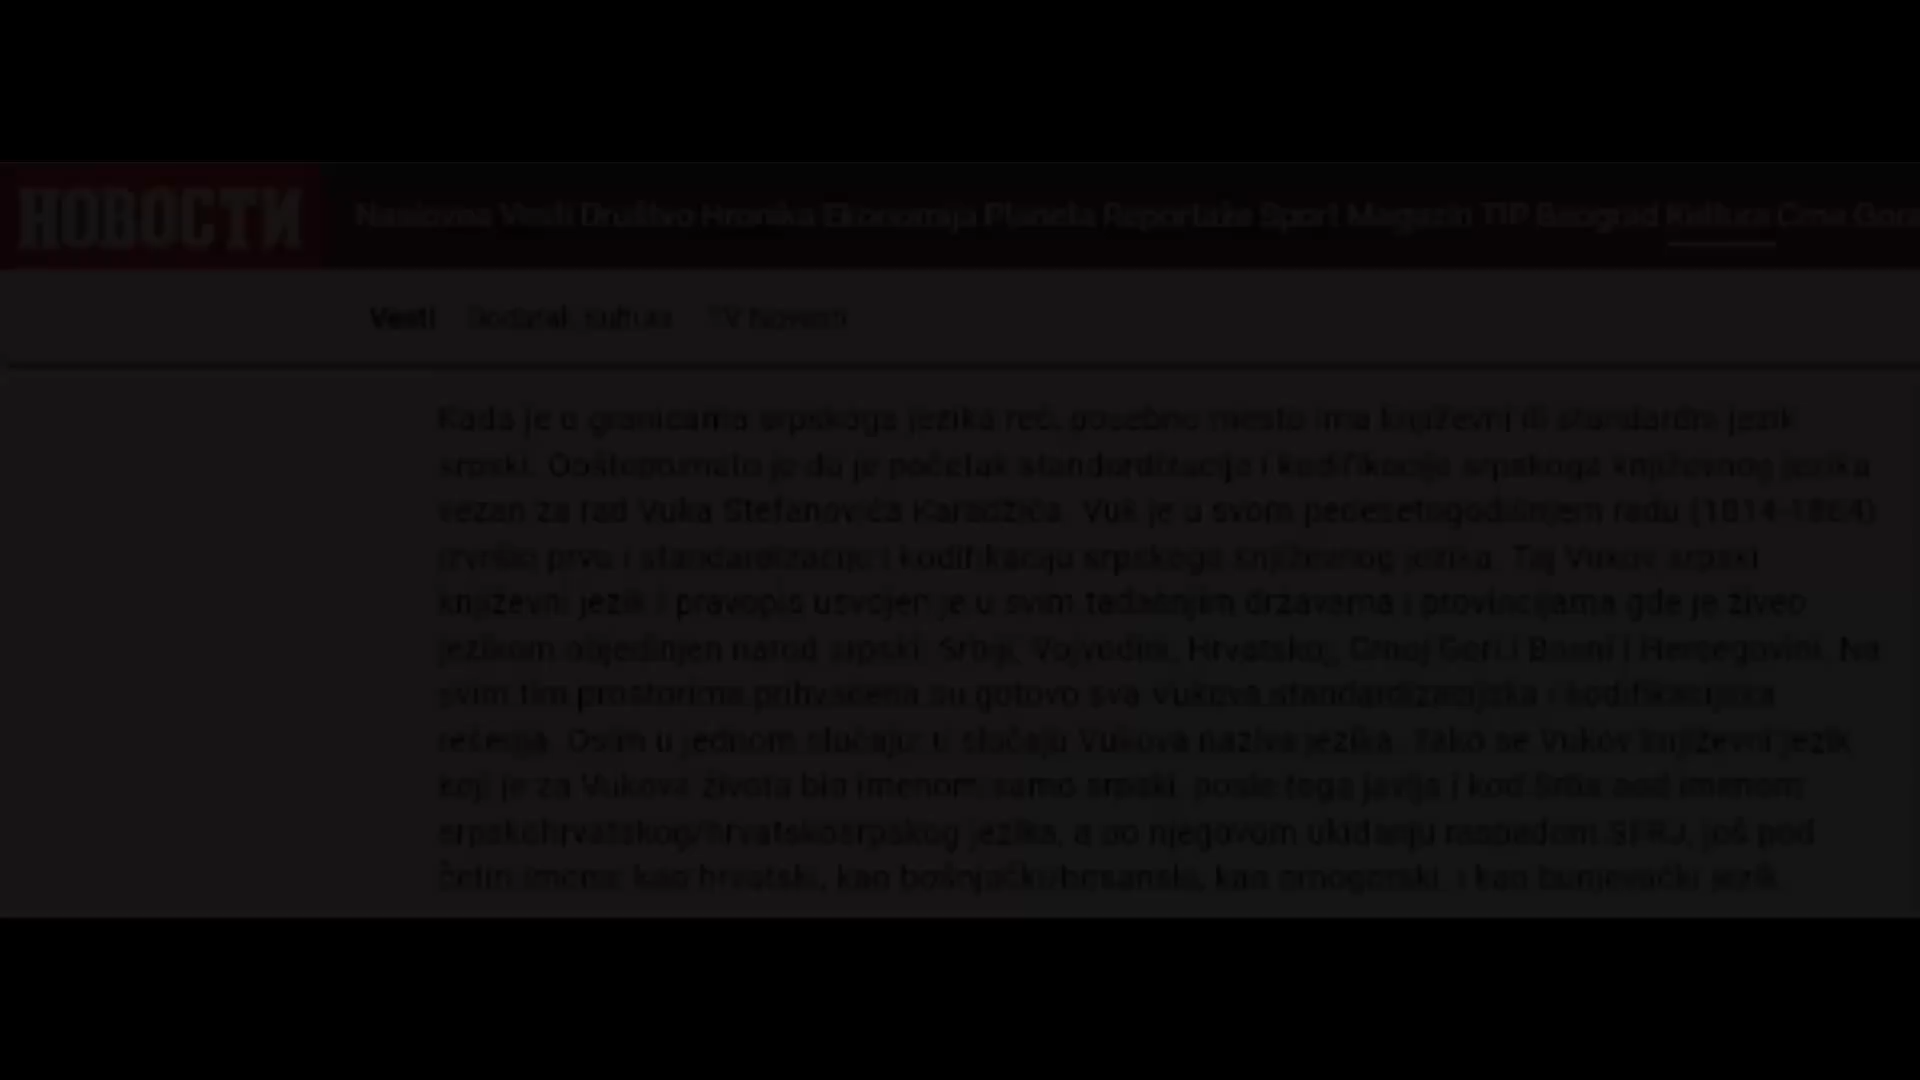 НОВОСТИ
Naslovna Vesti Društvo Hronika Ekonomija Planeta Reportaže Sport Magazin TIP Beograd Kultura Crna Gora
Vesti Dodatak kultura TV Novosti
Kada je o granicama srpskoga jezika reč, posebno mesto ima književni ili standardni jezik
srpski. Opštepoznato je da je početak standardizacije i kodifikacije srpskoga književnog jezika
vezan za rad Vuka Stefanovića Karadžića. Vuk je u svom pedesetogodišnjem radu (1814-1864)
izvršio prvu i standardizaciju i kodifikaciju srpskoga književnog jezika. Taj Vukov srpski
književni jezik i pravopis usvojen je u svim tadašnjim državama i provincijama gde je živeo
jezikom objedinjen narod srpski: Srbiji, Vojvodini, Hrvatskoj, Crnoj Gori i Bosni i Hercegovini. Na
svim tim prostorima prihvaćena su gotovo sva Vukova standardizacijska i kodifikacijska
rešenja. Osim u jednom slučaju: u slučaju Vukova naziva jezika. Tako se Vukov književni jezik
koji je za Vukova života bio imenom samo srpski, posle toga javlja i kod Srba pod imenom
srpskohrvatskog/hrvatskosrpskog jezika, a po njegovom ukidanju raspadom SFRJ, još pod
četiri imena: kao hrvatski, kao bošnjački/bosanski, kao crnogorski, i kao bunjevački jezik